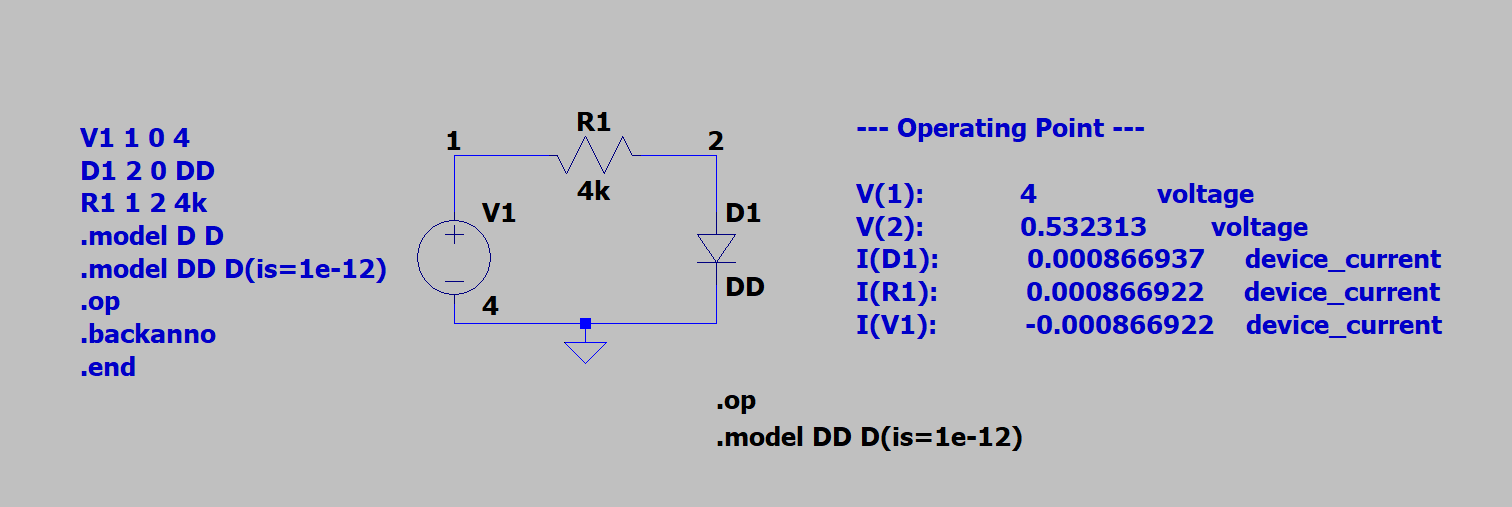 V1 1 0 4
D1 2 0 DD
R1 1 2 4k
.model D D
.model DD D(is=1e-12)
.op
.backanno
.end
R1
1
2
4k
V1
D1
DD
4
--- Operating Point ---
V(1): 4 voltage
V(2): 0.532313 voltage
I(D1): 0.000866937 device_current
I(R1): 0.000866922 device_current
I(V1): -0.000866922 device_current
.op
.model DD D(is=1e-12)